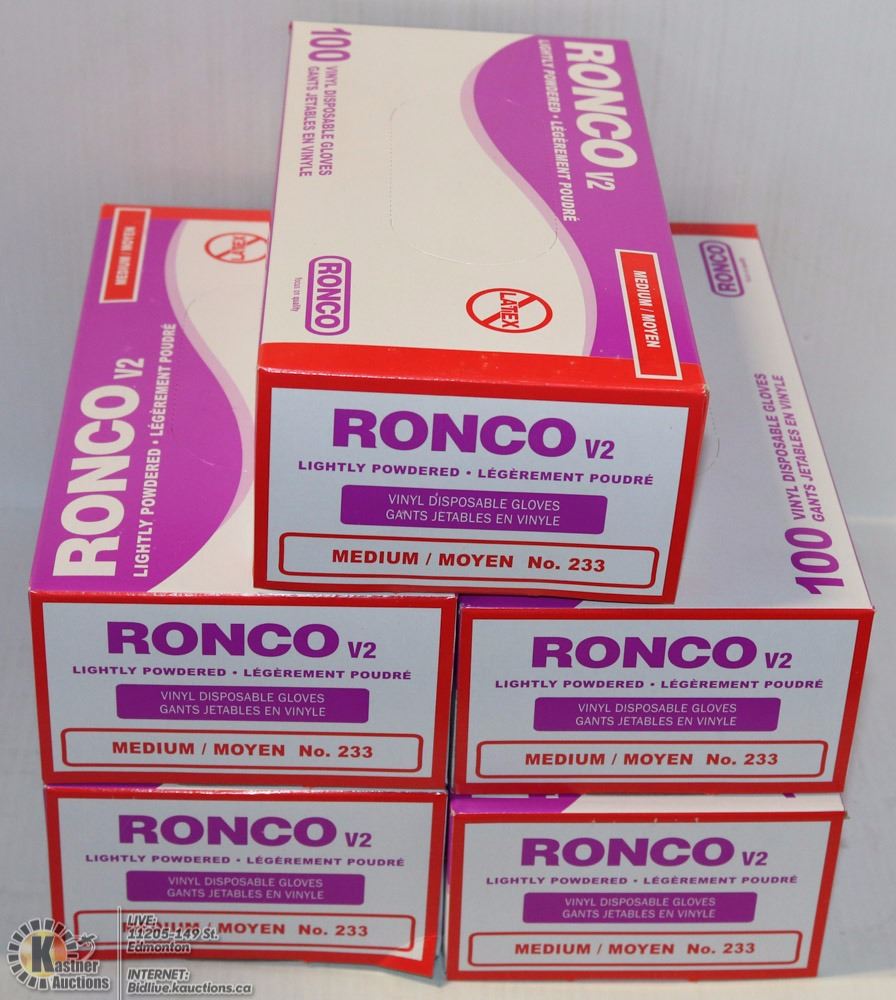 100
VINYL DISPOSABLE GLOVES
GANTS JETABLES EN VINYLE
RONCO V2
LIGHTLY POWDERED • LÉGÈREMENT POUDRÉ
RONCO
focus on quality
LATEX
MEDIUM / MOYEN
RONCO V2
LIGHTLY POWDERED • LÉGÈREMENT POUDRÉ
VINYL DISPOSABLE GLOVES
GANTS JETABLES EN VINYLE
MEDIUM / MOYEN No. 233
MEDIUM / MOYEN
LATEX
RONCO V2
LIGHTLY POWDERED • LÉGÈREMENT POUDRÉ
RONCO
100
VINYL DISPOSABLE GLOVES
GANTS JETABLES EN VINYLE
RONCO V2
LIGHTLY POWDERED • LÉGÈREMENT POUDRÉ
VINYL DISPOSABLE GLOVES
GANTS JETABLES EN VINYLE
MEDIUM / MOYEN No. 233
RONCO V2
LIGHTLY POWDERED • LÉGÈREMENT POUDRÉ
VINYL DISPOSABLE GLOVES
GANTS JETABLES EN VINYLE
MEDIUM / MOYEN No. 233
RONCO V2
LIGHTLY POWDERED • LÉGÈREMENT POUDRÉ
VINYL DISPOSABLE GLOVES
GANTS JETABLES EN VINYLE
MEDIUM / MOYEN No. 233
RONCO V2
LIGHTLY POWDERED • LÉGÈREMENT POUDRÉ
VINYL DISPOSABLE GLOVES
GANTS JETABLES EN VINYLE
MEDIUM / MOYEN No. 233
Kastner
Auctions
LIVE:
11205-149 St.
Edmonton
INTERNET:
Bidlive.kauctions.ca